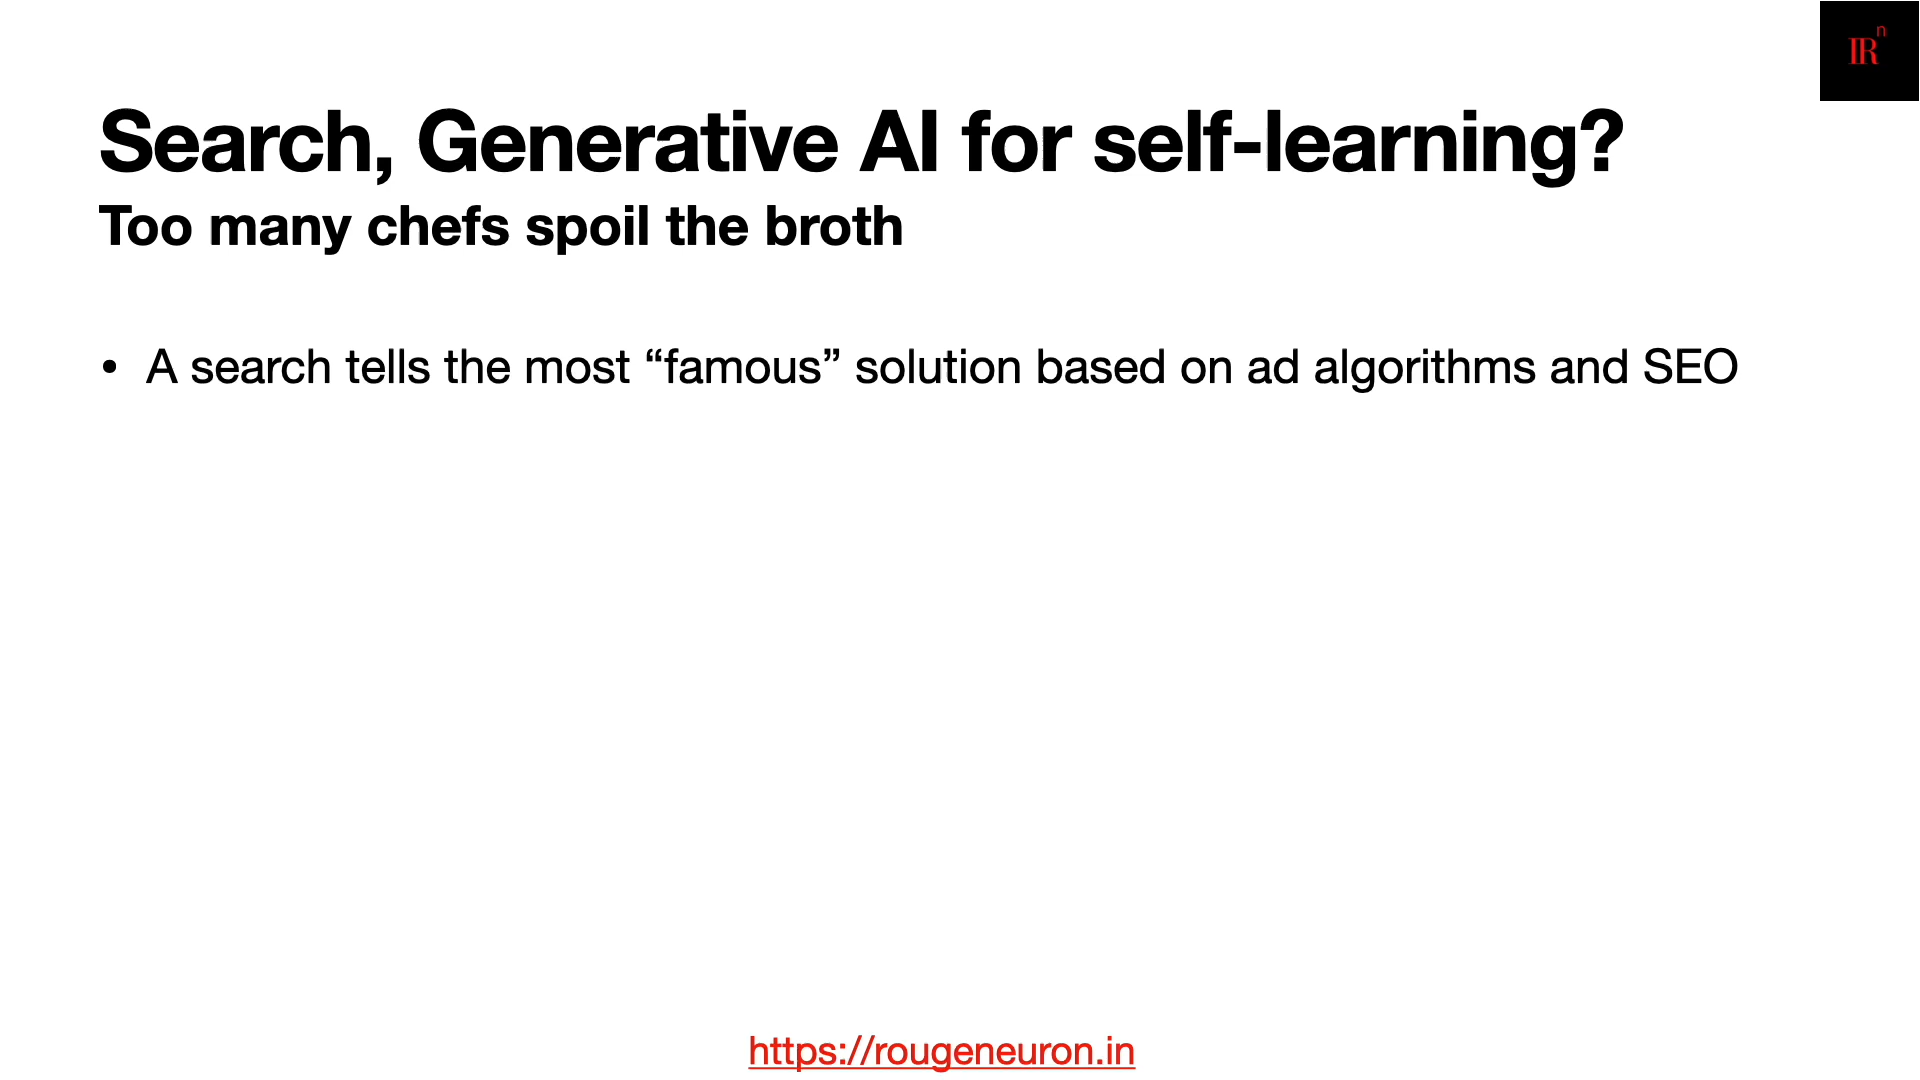 IRⁿ
Search, Generative AI for self-learning?
Too many chefs spoil the broth
• A search tells the most “famous” solution based on ad algorithms and SEO
https://rougeneuron.in